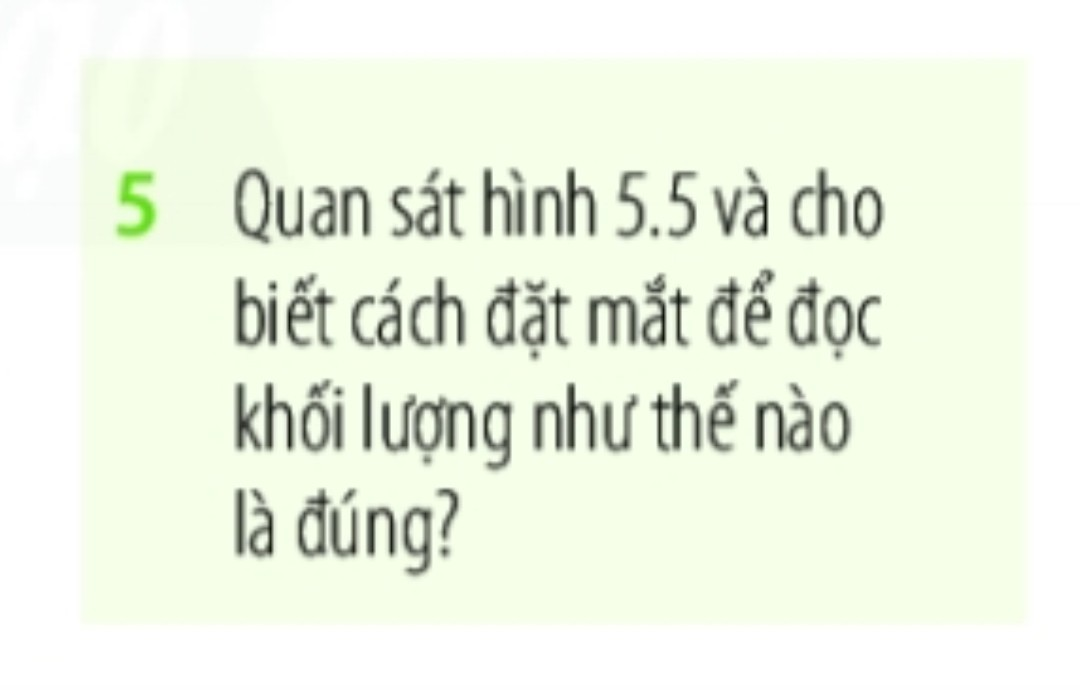 5 Quan sát hình 5.5 và cho
biết cách đặt mắt để đọc
khối lượng như thế nào
là đúng?